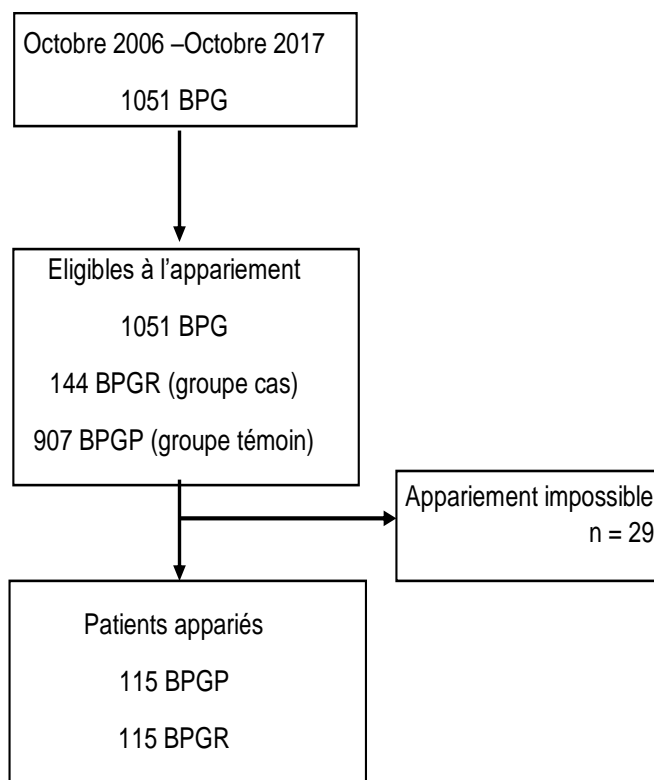 Octobre 2006 –Octobre 2017
1051 BPG
Eligibles à l’appariement
1051 BPG
144 BPGR (groupe cas)
907 BPGP (groupe témoin)
Appariement impossible
n = 29
Patients appariés
115 BPGP
115 BPGR